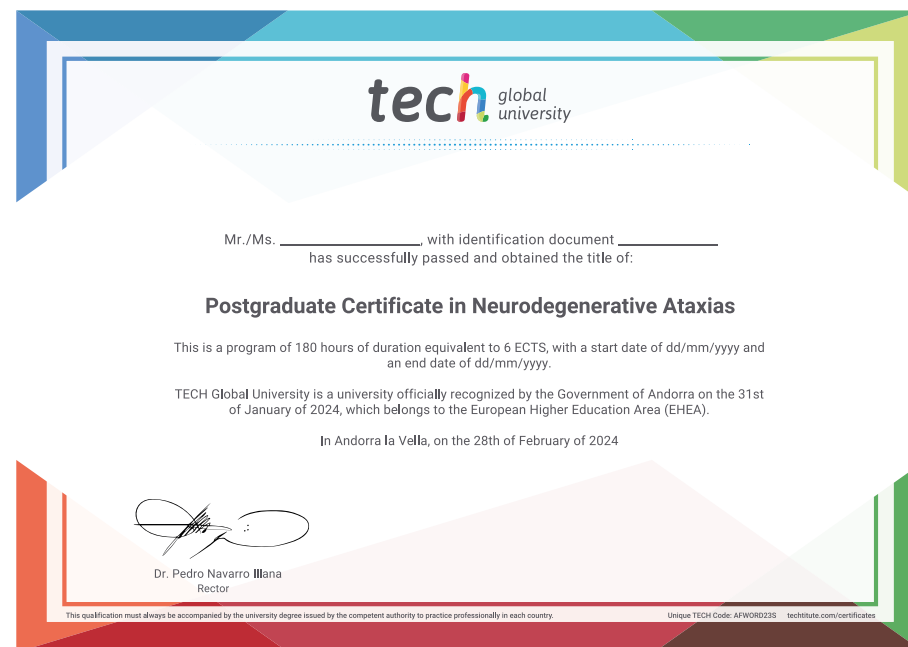 tech global
university
Mr./Ms. ____________________, with identification document ______________
has successfully passed and obtained the title of:
Postgraduate Certificate in Neurodegenerative Ataxias
This is a program of 180 hours of duration equivalent to 6 ECTS, with a start date of dd/mm/yyyy and
an end date of dd/mm/yyyy.
TECH Global University is a university officially recognized by the Government of Andorra on the 31st
of January of 2024, which belongs to the European Higher Education Area (EHEA).
In Andorra la Vella, on the 28th of February of 2024
Dr. Pedro Navarro Illana
Rector
This qualification must always be accompanied by the university degree issued by the competent authority to practice professionally in each country.
Unique TECH Code: AFWORD23S techtitute.com/certificates